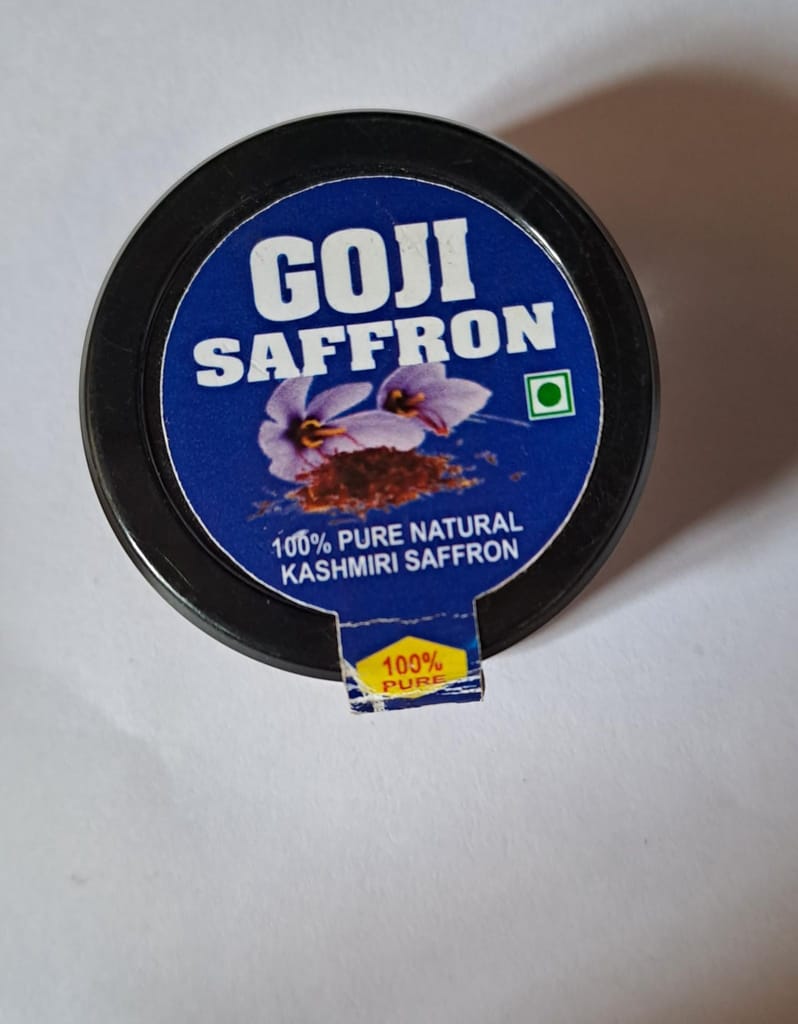 GOJI
SAFFRON
100% PURE NATURAL
KASHMIRI SAFFRON
100%
PURE